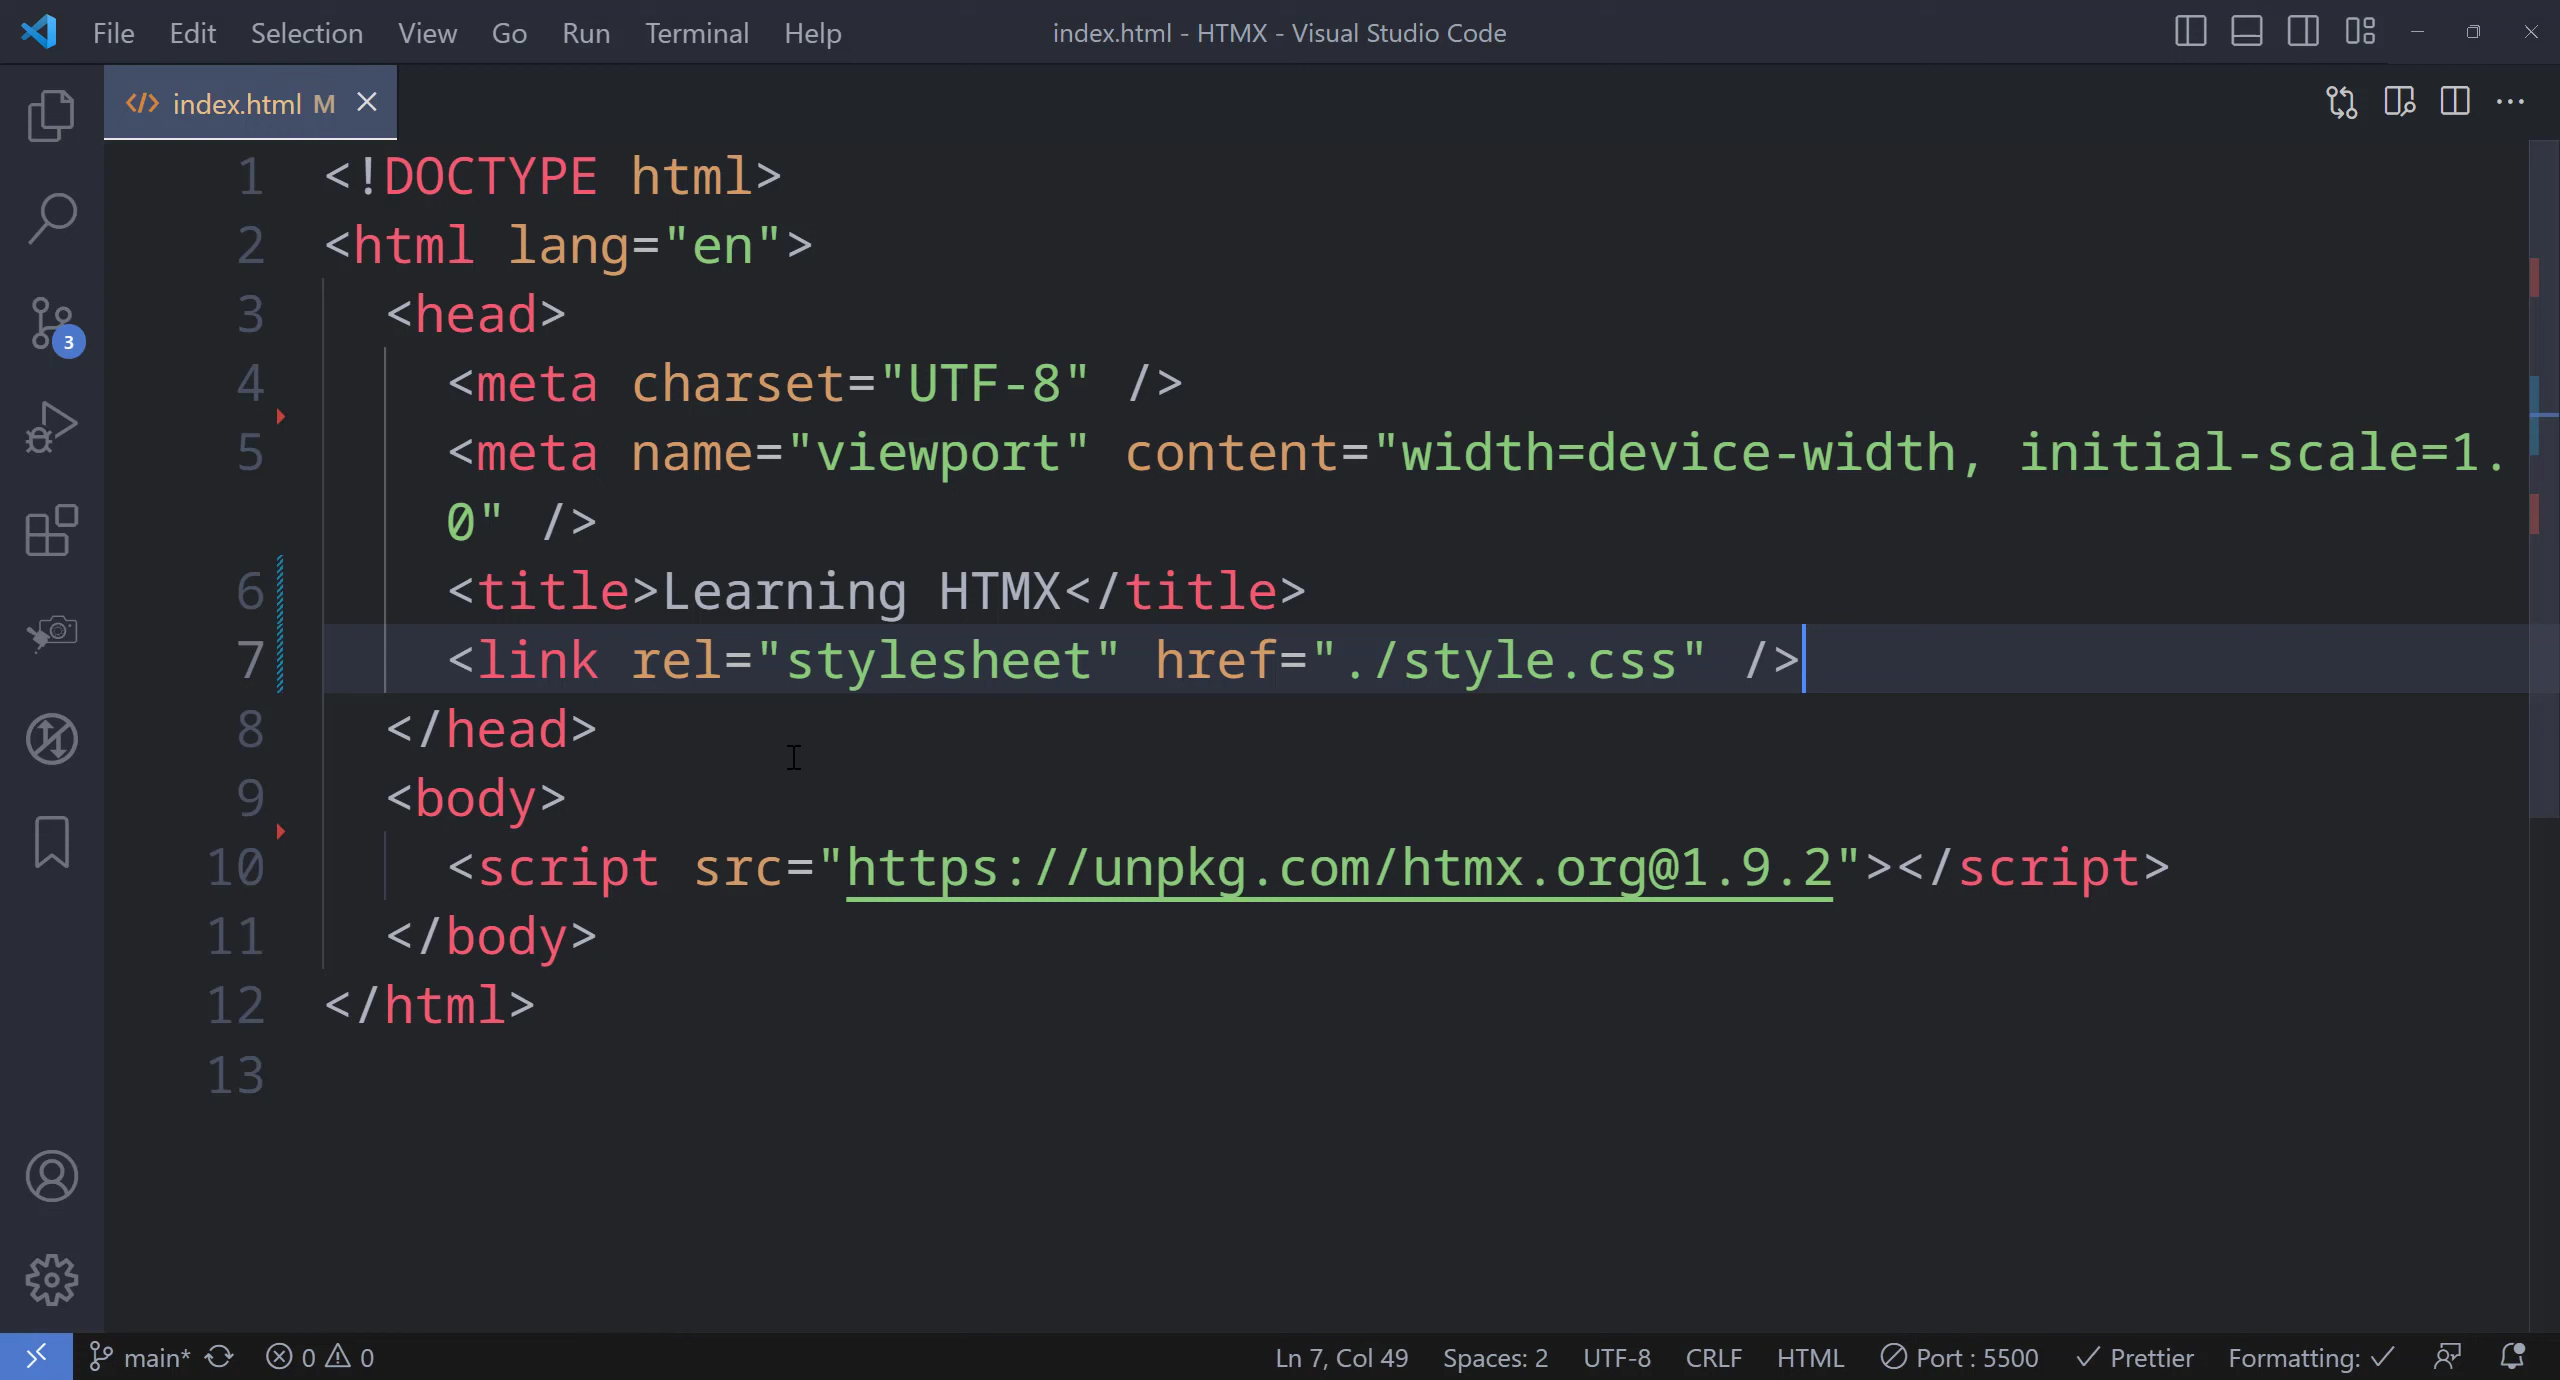 File Edit Selection View Go Run Terminal Help index.html - HTMX - Visual Studio Code
</> index.html M
1 <!DOCTYPE html>
2 <html lang="en">
3 <head>
4 <meta charset="UTF-8" />
5 <meta name="viewport" content="width=device-width, initial-scale=1.
0" />
6 <title>Learning HTMX</title>
7 <link rel="stylesheet" href="./style.css" />
8 </head>
9 <body>
10 <script src="https://unpkg.com/htmx.org@1.9.2"></script>
11 </body>
12 </html>
13
3
main* 0 0 Ln 7, Col 49 Spaces: 2 UTF-8 CRLF HTML Port : 5500 Prettier Formatting: